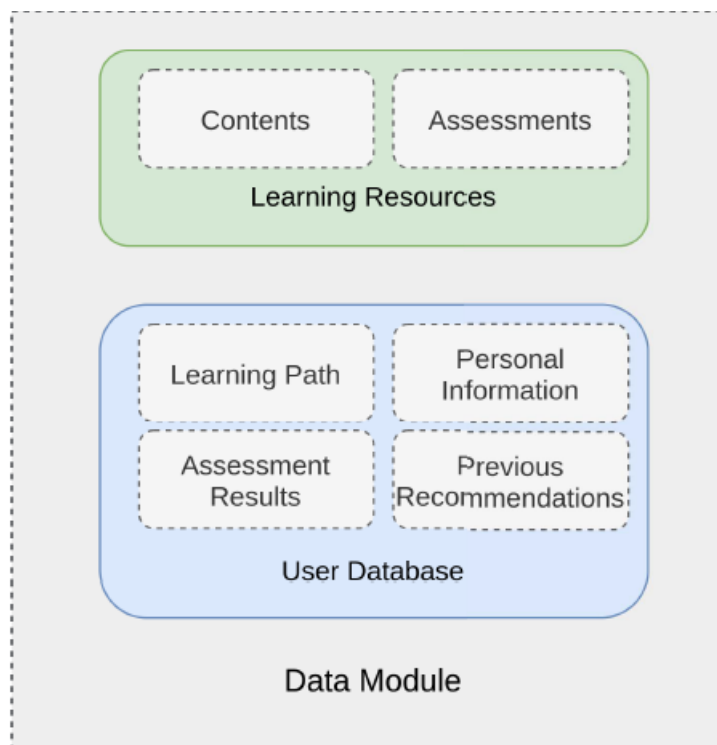 Contents
Assessments
Learning Resources
Learning Path
Personal
Information
Assessment
Results
Previous
Recommendations
User Database
Data Module